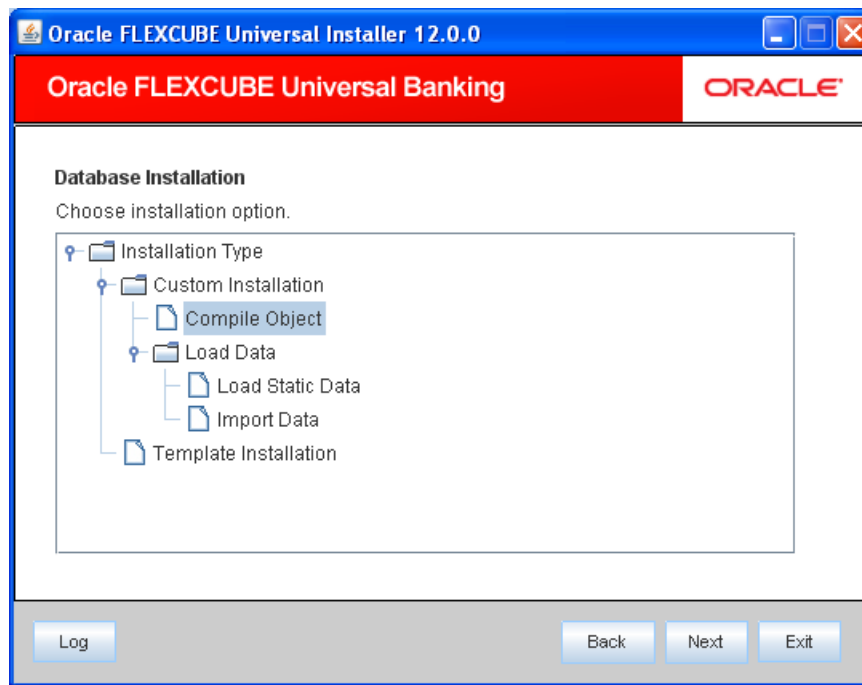 Oracle FLEXCUBE Universal Installer 12.0.0
Oracle FLEXCUBE Universal Banking
ORACLE
Database Installation
Choose installation option.
Installation Type
Custom Installation
Compile Object
Load Data
Load Static Data
Import Data
Template Installation
Log
Back
Next
Exit